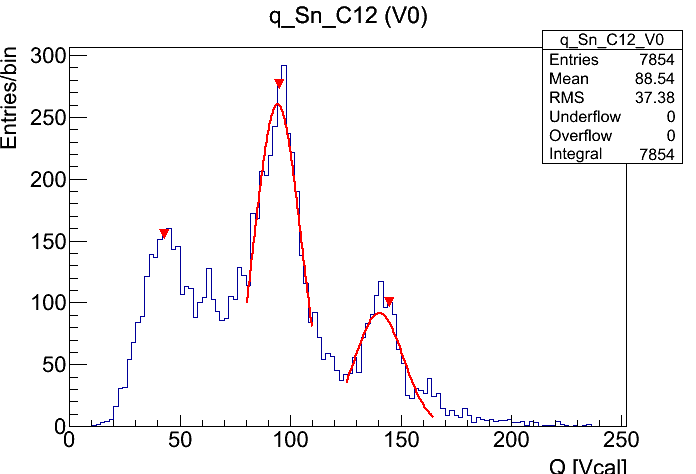 q_Sn_C12 (V0)
Entries/bin
q_Sn_C12_V0
Entries 7854
Mean 88.54
RMS 37.38
Underflow 0
Overflow 0
Integral 7854
300
250
200
150
100
50
0
0 50 100 150 200 250
Q [Vcal]